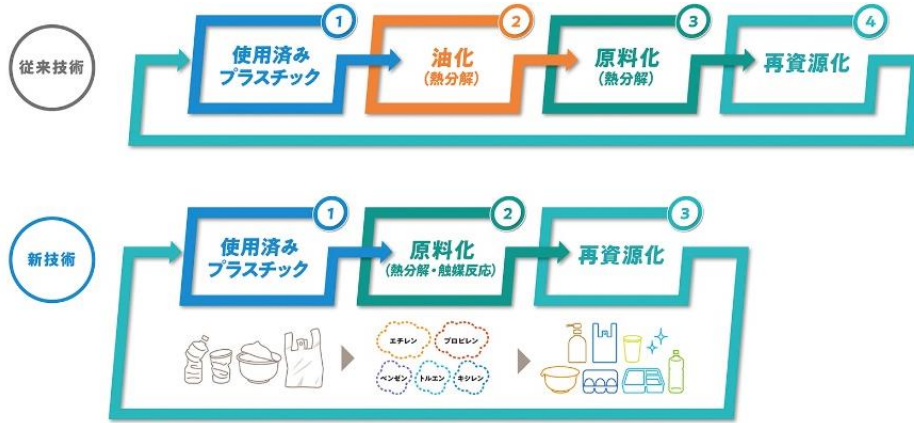 従来技術
1
使用済み
プラスチック
2
油化
(熱分解)
3
原料化
(熱分解)
4
再資源化
新技術
1
使用済み
プラスチック
2
原料化
(熱分解・触媒反応)
3
再資源化
エチレン
プロピレン
ベンゼン
トルエン
キシレン